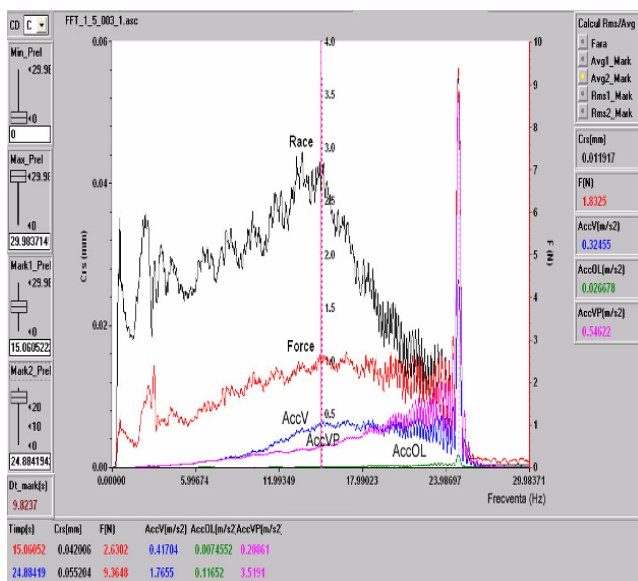 CD C
FFT_1_5_003_1.asc
Min_Prel
<29.98
<0
0
Max_Prel
<29.98
<0
29.9837141
Mark1_Prel
<29.98
<0
15.0605222
Mark2_Prel
<20
<10
<0
24.8841942
Dt_mark(s)
9.8237
0.06
0.04
0.02
0.00
Crs (mm)
4.0
3.5
3.0
2.5
2.0
1.5
1.0
0.5
10
9
8
7
6
5
4
3
2
1
0
F (N)
Race
Force
AccV
AccVP
AccOL
0.00000 5.99674 11.99349 17.99023 23.98697 29.98371
Frecventa (Hz)
Calcul Rms/Avg
Fara
Avg1_Mark
Avg2_Mark
Rms1_Mark
Rms2_Mark
Crs(mm)
0.011917
F(N)
1.8325
AccV(m/s2)
0.32455
AccOL(m/s2)
0.026678
AccVP(m/s2)
0.54622
Timp(s) Crs(mm) F(N) AccV(m/s2) AccOL(m/s2 AccVP(m/s2)
15.06052 0.042006 2.6302 0.41704 0.0074552 0.20861
24.88419 0.055204 9.3648 1.7655 0.11652 3.5191